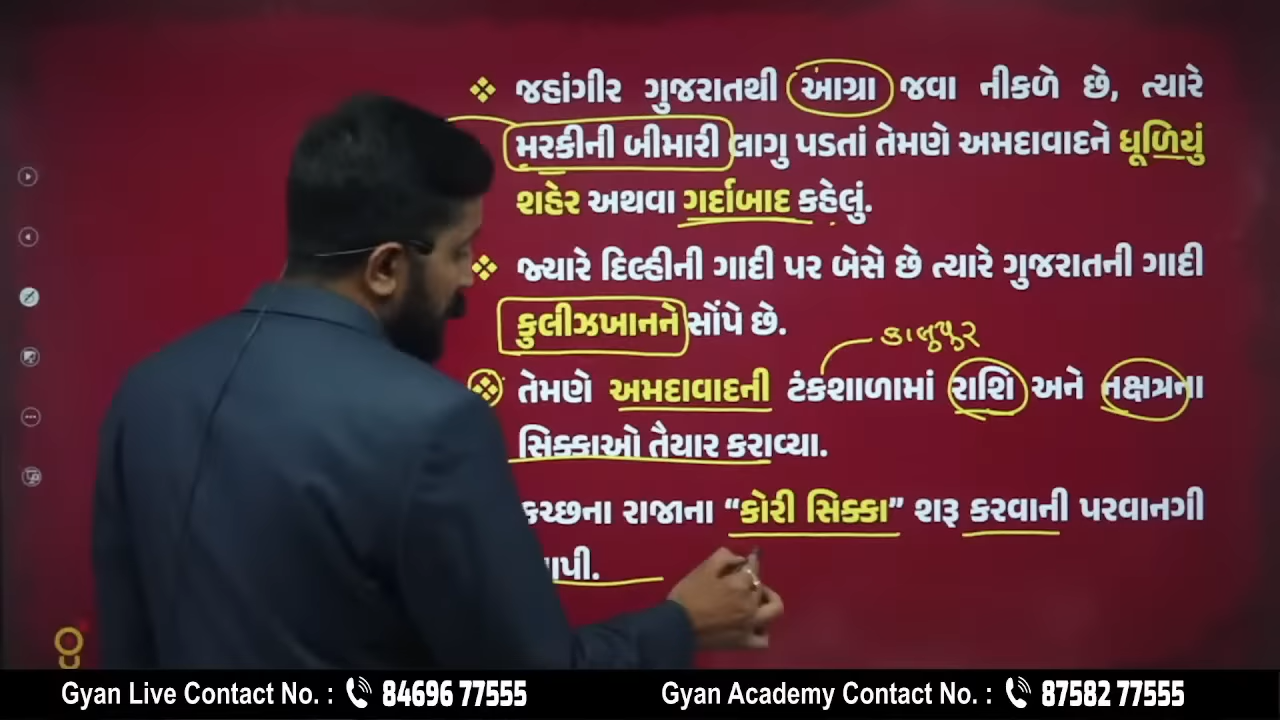 જહાંગીર ગુજરાતથી આગ્રા જવા નીકળે છે, ત્યારે
મરકીની બીમારી લાગુ પડતાં તેમણે અમદાવાદને ધૂળિયું
શહેર અથવા ગર્દાબાદ કહેલું.
જ્યારે દિલ્હીની ગાદી પર બેસે છે ત્યારે ગુજરાતની ગાદી
કુલીઝખાનને સોંપે છે.
કાલુપુર
તેમણે અમદાવાદની ટંકશાળામાં રાશિ અને નક્ષત્રના
સિક્કાઓ તૈયાર કરાવ્યા.
કચ્છના રાજાના “કોરી સિક્કા” શરૂ કરવાની પરવાનગી
Gyan Live Contact No. : 84696 77555
Gyan Academy Contact No. : 87582 77555